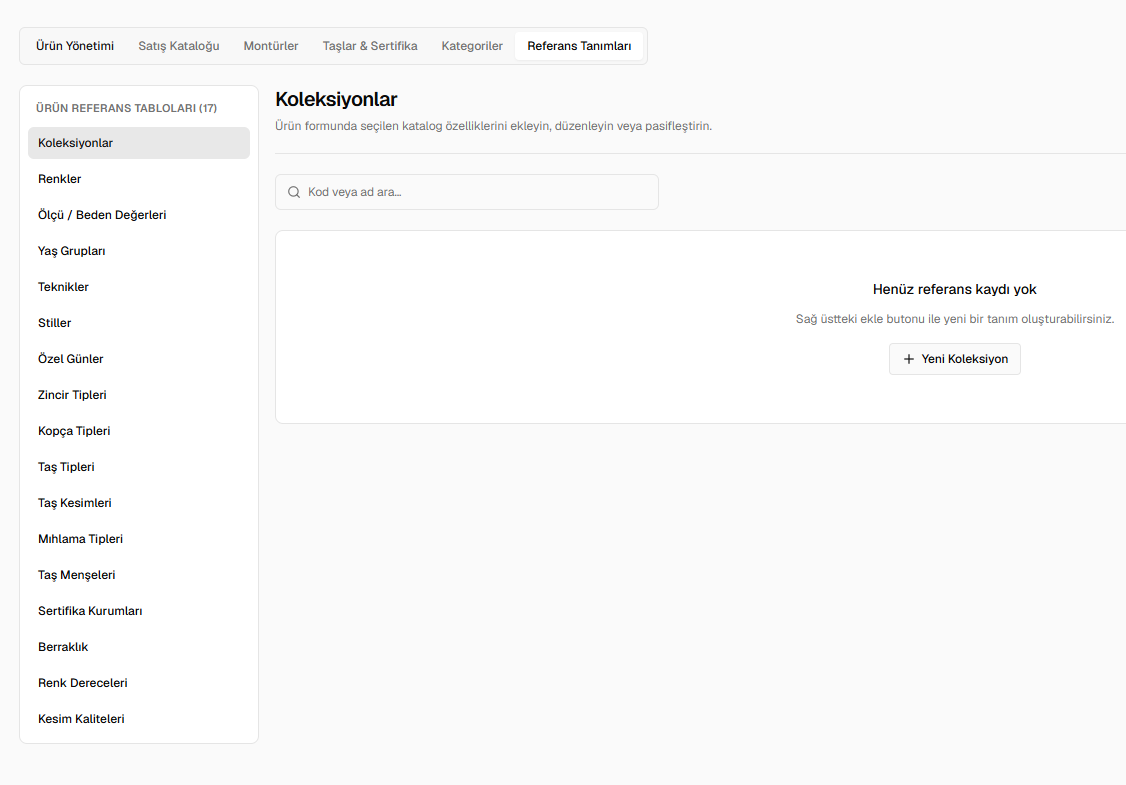 Ürün Yönetimi Satış Kataloğu Montürler Taşlar & Sertifika Kategoriler Referans Tanımları
ÜRÜN REFERANS TABLOLARI (17)
Koleksiyonlar
Renkler
Ölçü / Beden Değerleri
Yaş Grupları
Teknikler
Stiller
Özel Günler
Zincir Tipleri
Kopça Tipleri
Taş Tipleri
Taş Kesimleri
Mıhlama Tipleri
Taş Menşeleri
Sertifika Kurumları
Berraklık
Renk Dereceleri
Kesim Kaliteleri
Koleksiyonlar
Ürün formunda seçilen katalog özelliklerini ekleyin, düzenleyin veya pasifleştirin.
Kod veya ad ara...
Henüz referans kaydı yok
Sağ üstteki ekle butonu ile yeni bir tanım oluşturabilirsiniz.
+ Yeni Koleksiyon